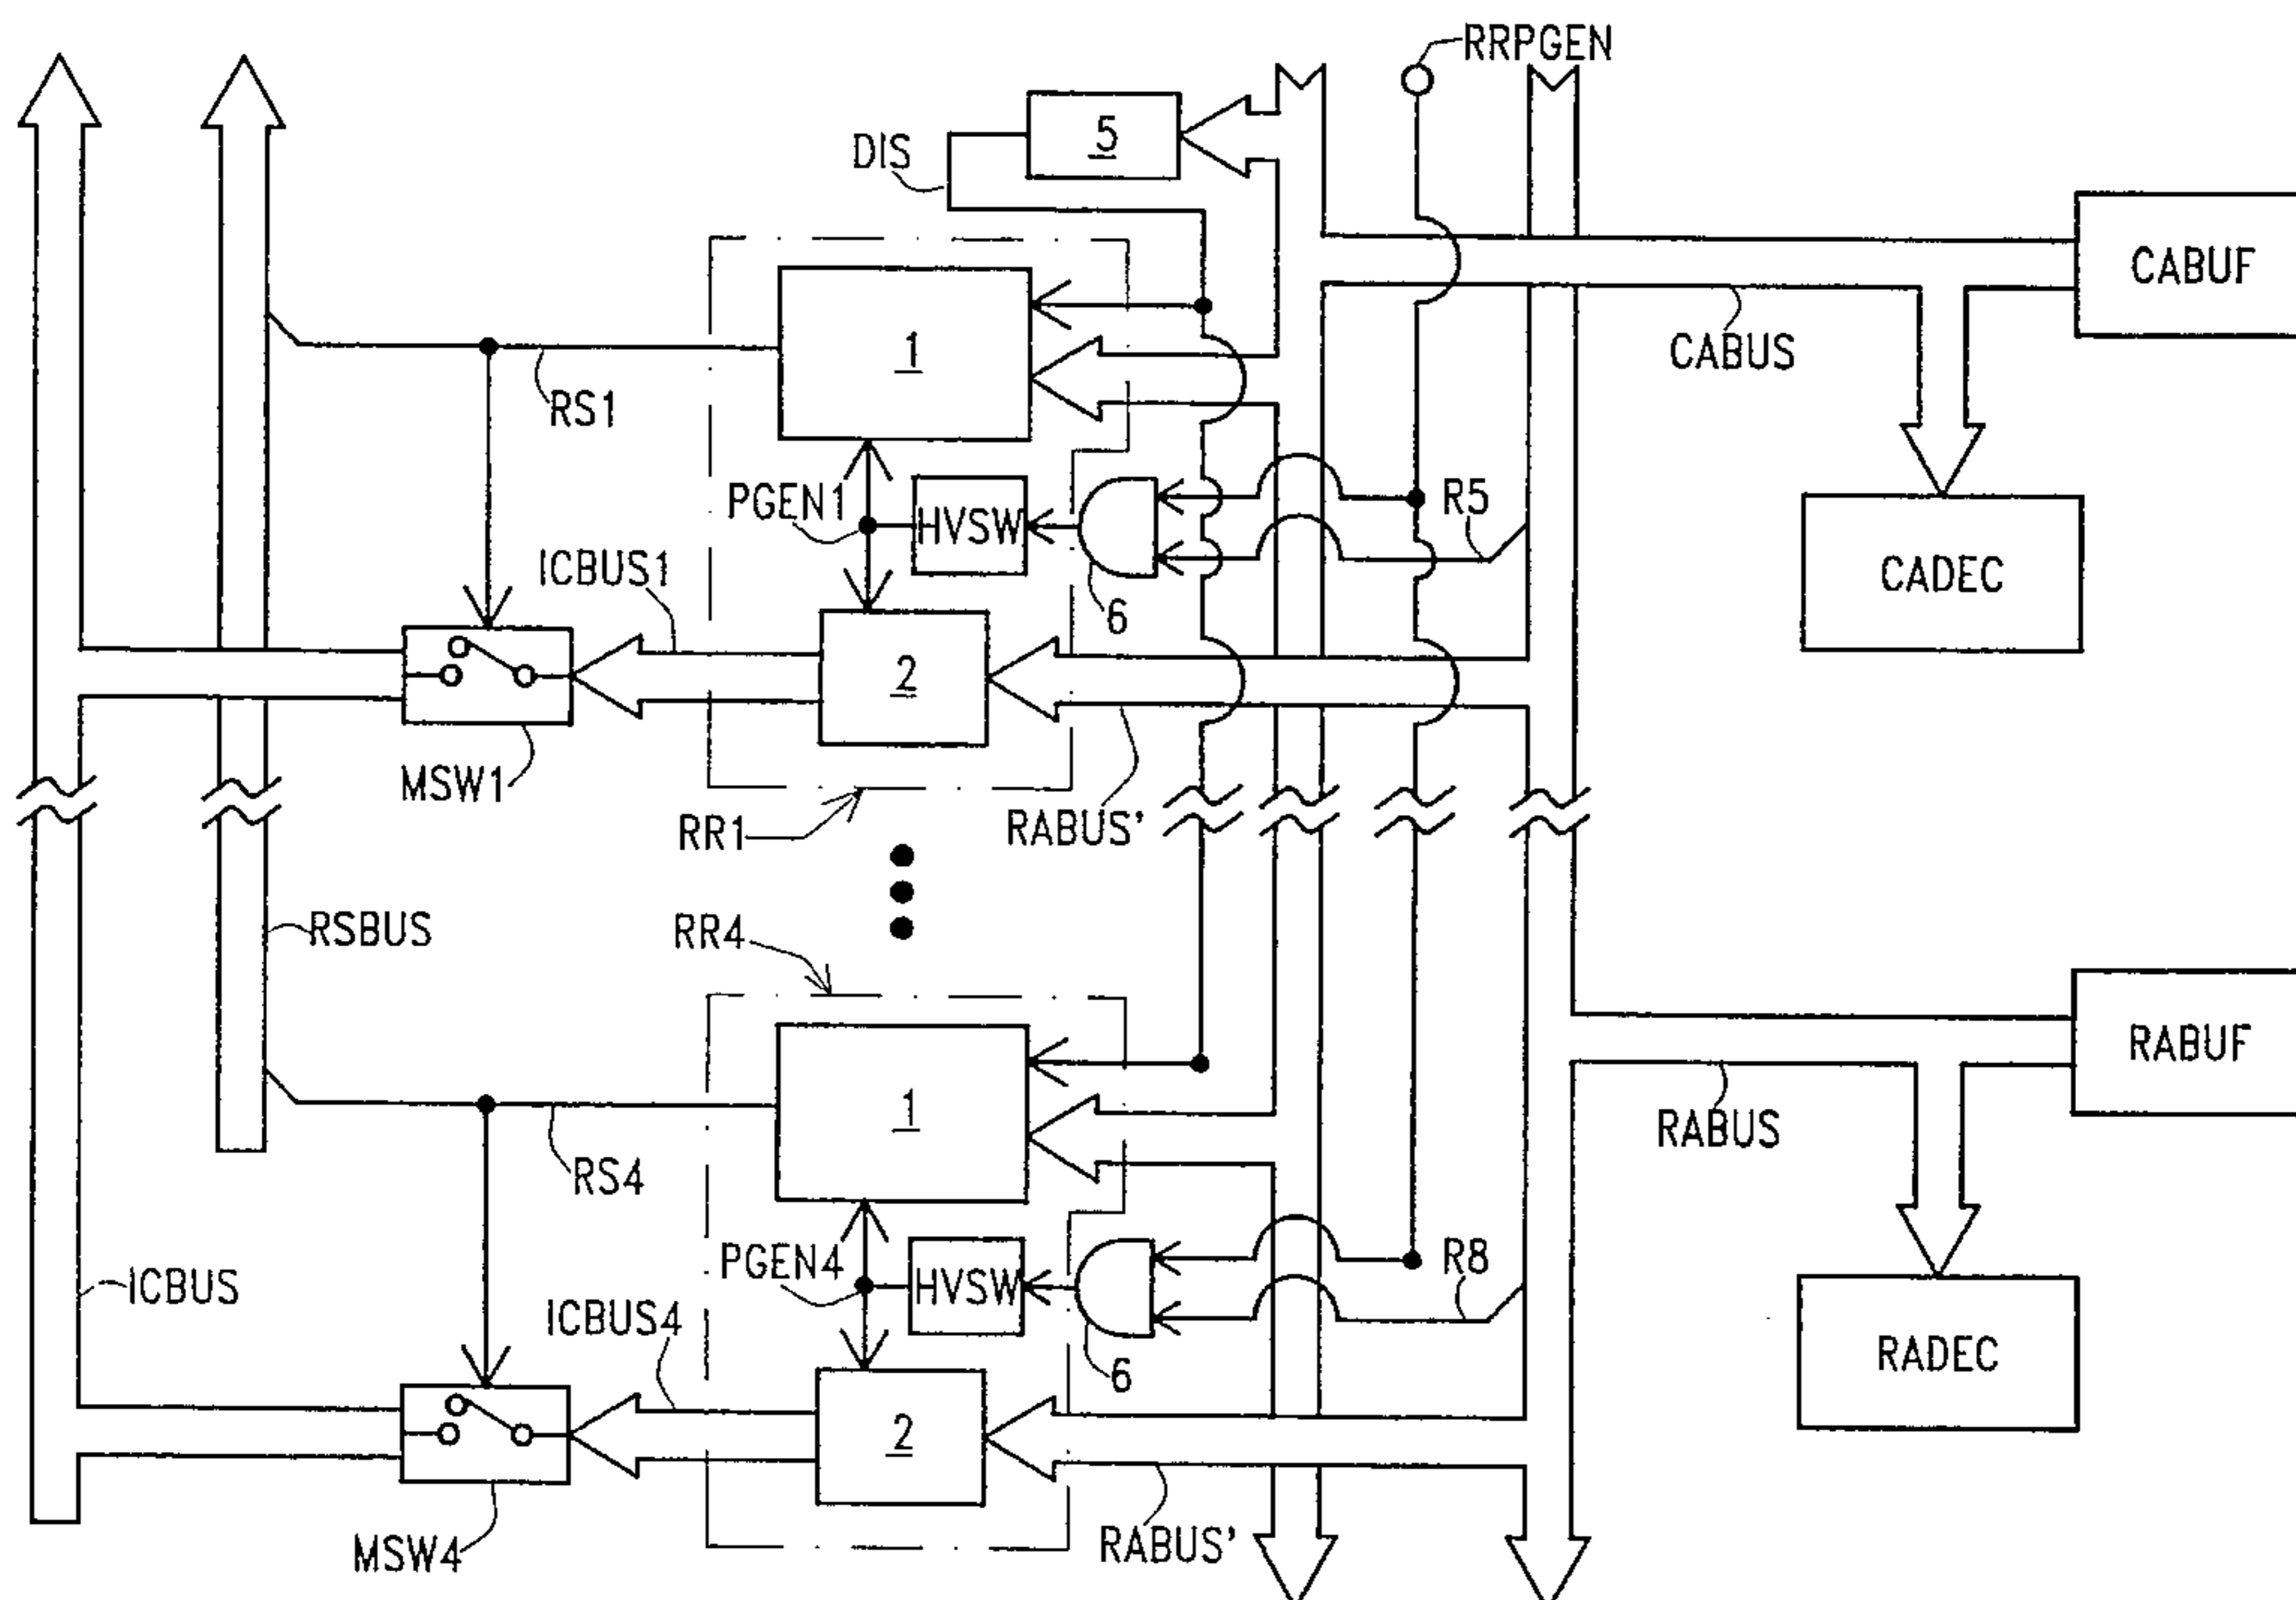 RRPGEN
DIS
5
CABUF
1
CABUS
RS1
PGEN1
HVSW
R5
ICBUS1
CADEC
6
2
MSW1
RR1
RABUS'
RSBUS
RR4
RABUF
1
RABUS
RS4
PGEN4
HVSW
R8
ICBUS
ICBUS4
RADEC
6
2
MSW4
RABUS'